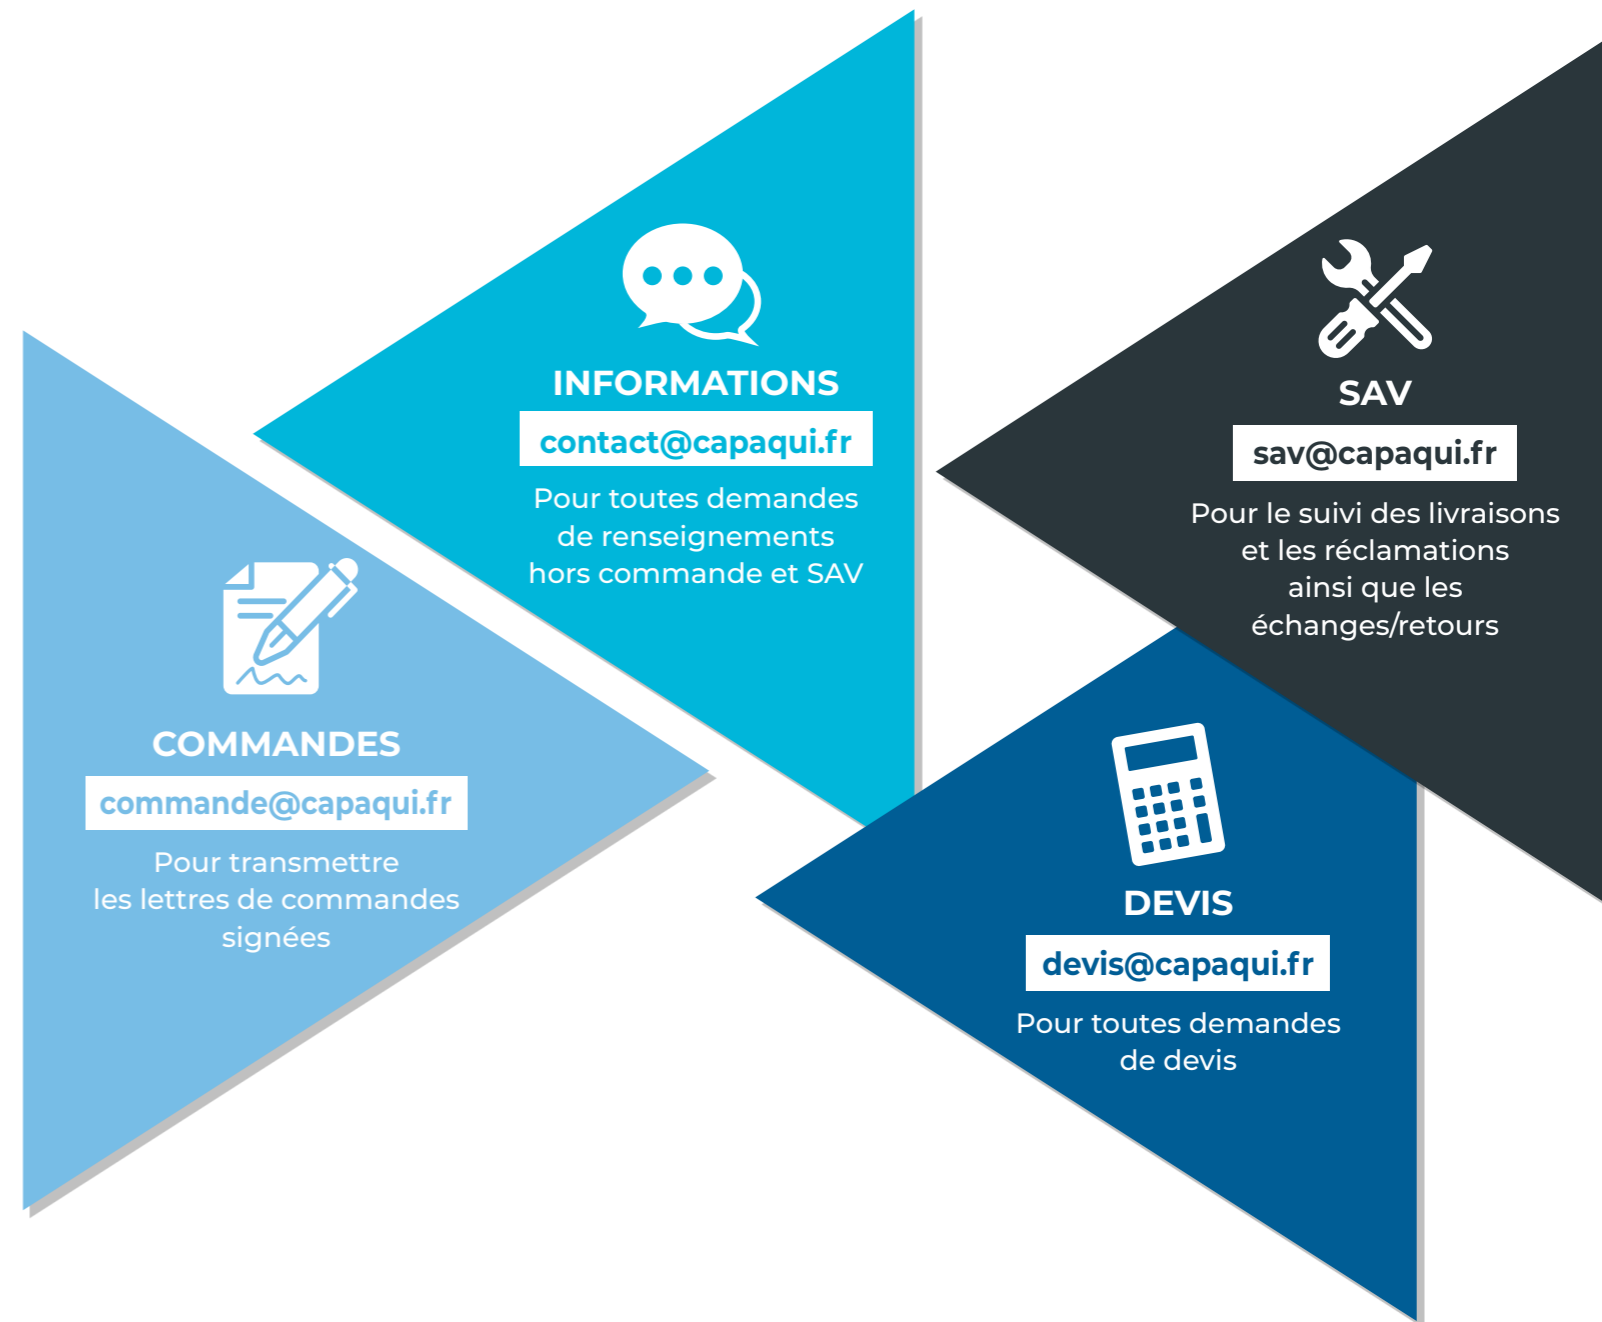 INFORMATIONS
contact@capaqui.fr
Pour toutes demandes
de renseignements
hors commande et SAV
SAV
sav@capaqui.fr
Pour le suivi des livraisons
et les réclamations
ainsi que les
échanges/retours
COMMANDES
commande@capaqui.fr
Pour transmettre
les lettres de commandes
signées
DEVIS
devis@capaqui.fr
Pour toutes demandes
de devis